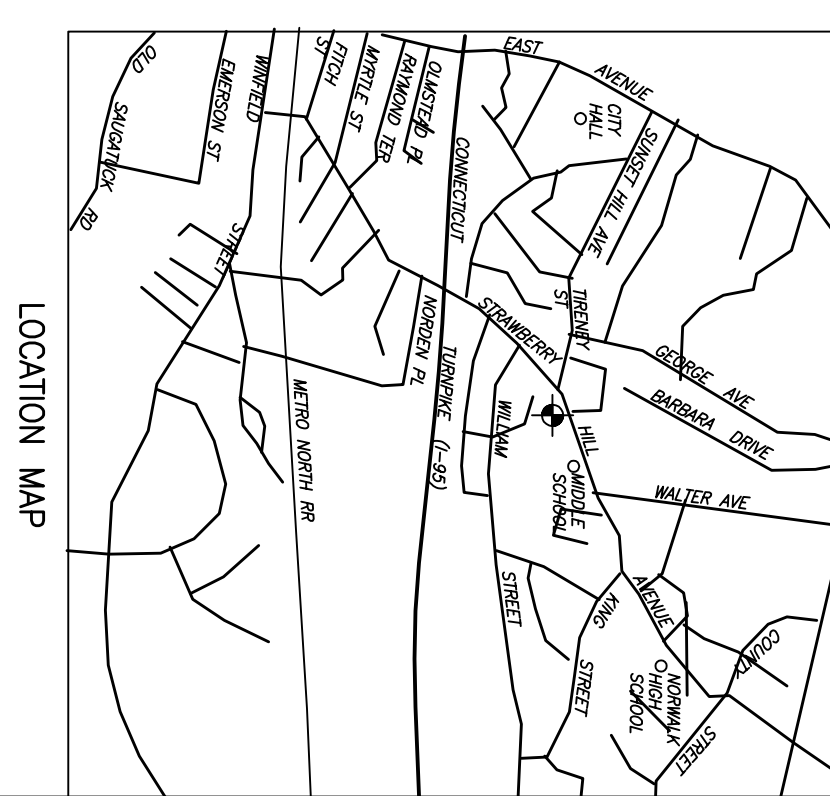 LOCATION MAP
OLD
SAUGATUCK
RD
EMERSON ST
WINFIELD
STREET
FITCH
ST
MYRTLE ST
RAYMOND TER
OLMSTEAD PL
CONNECTICUT
TURNPIKE (I-95)
EAST
AVENUE
CITY
HALL
SUNSET HILL AVE
TIRENEY
ST
STRAWBERRY
HILL
AVENUE
NORDEN PL
METRO NORTH RR
WILLIAM
STREET
GEORGE AVE
BARBARA DRIVE
WALTER AVE
MIDDLE
SCHOOL
KING
STREET
COUNTY
STREET
NORWALK
HIGH
SCHOOL